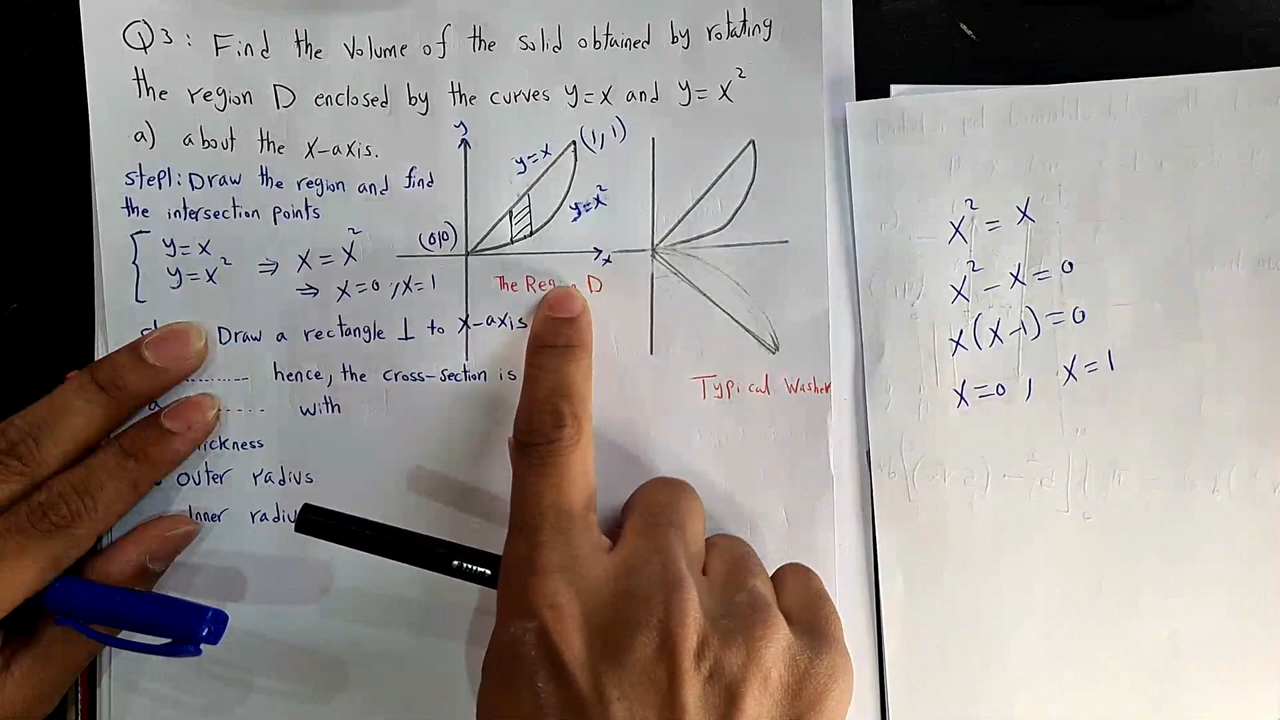 Q3: Find the volume of the solid obtained by rotating
the region D enclosed by the curves y=x and y=x²
a) about the x-axis.
step1: Draw the region and find
the intersection points
y=x
y=x²
⇒ x=x²
⇒ x=0, x=1
y
y=x
(1,1)
y=x²
(0,0)
x
The Region D
Draw a rectangle ⊥ to x-axis
hence, the cross-section is
a ...... with
outer radius
Inner
Typical Washer
x² = x
x² - x = 0
x(x-1)=0
x=0, x=1